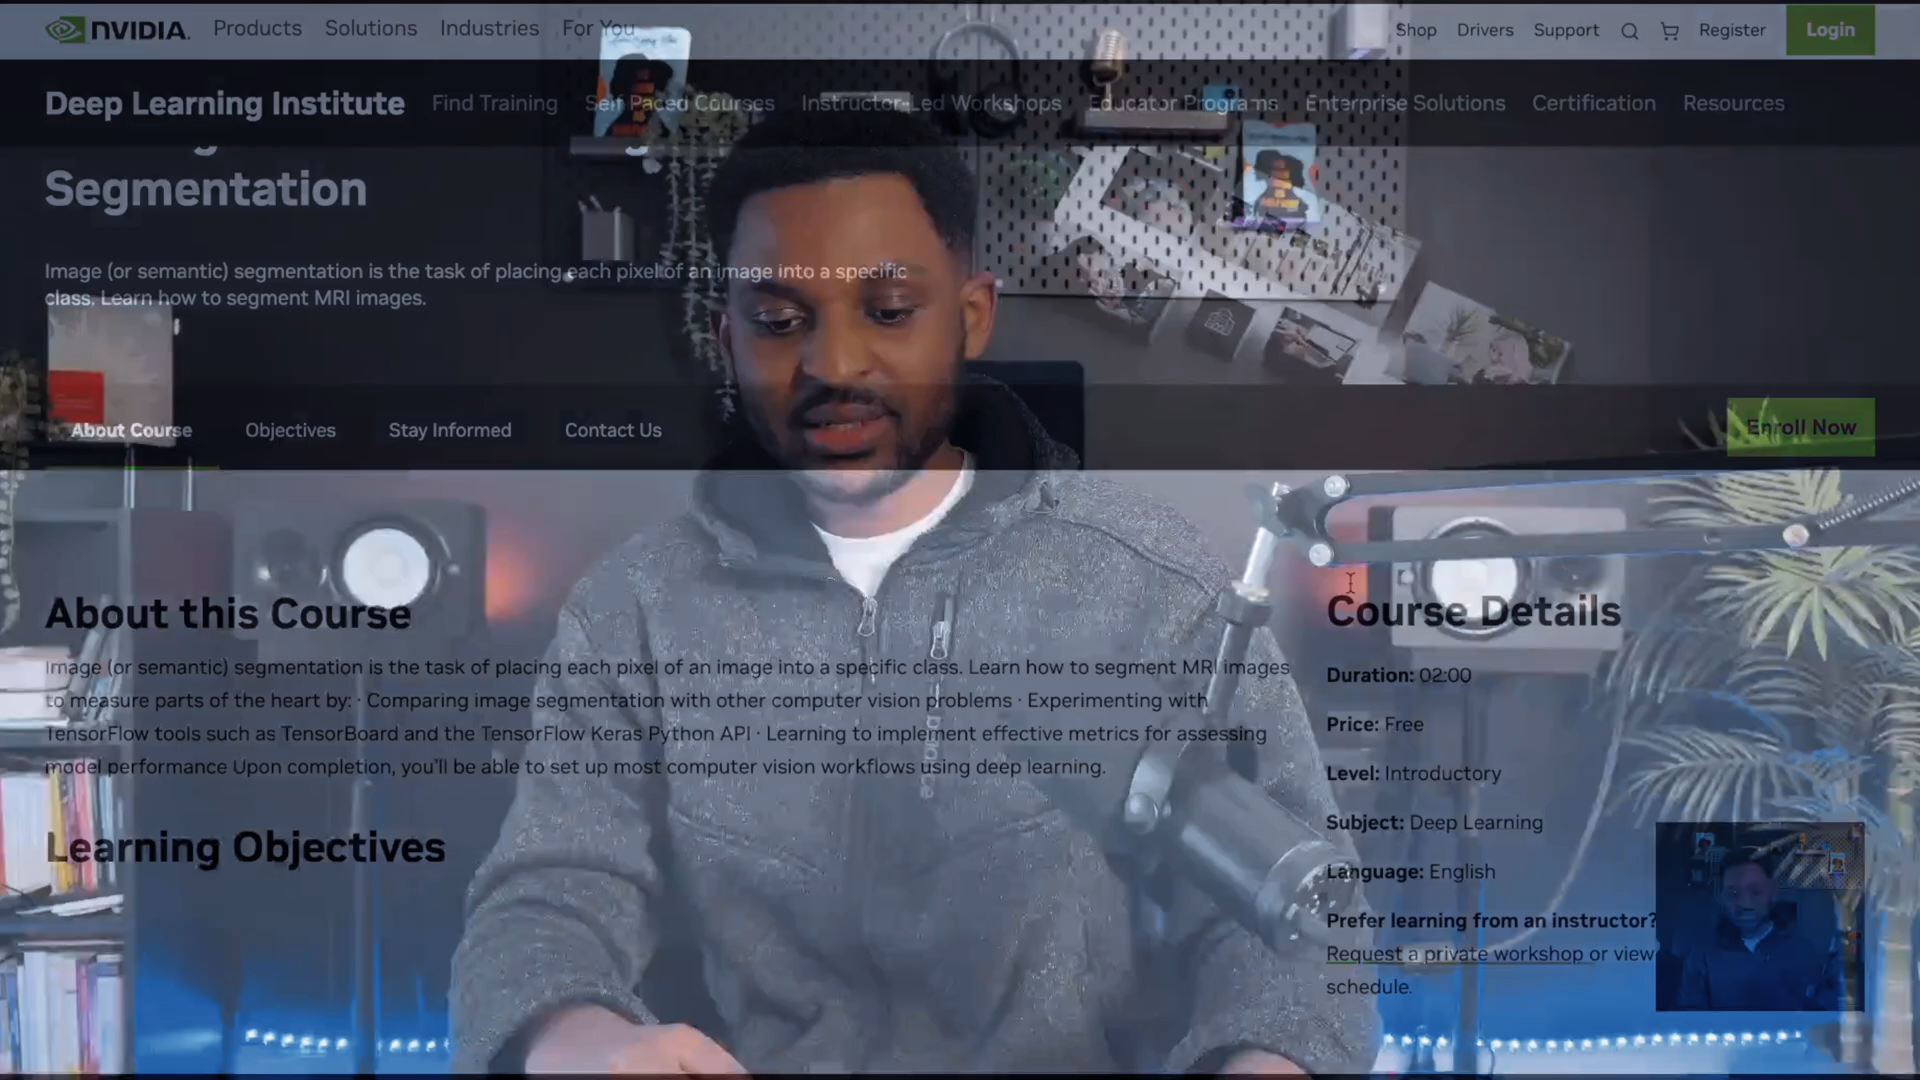 NVIDIA.
Products
Solutions
Industries
For You
Shop
Drivers
Support
Register
Login
Deep Learning Institute
Find Training
Self Paced Courses
Instructor-Led Workshops
Educator Programs
Enterprise Solutions
Certification
Resources
Segmentation
Image (or semantic) segmentation is the task of placing each pixel of an image into a specific
class. Learn how to segment MRI images.
About Course
Objectives
Stay Informed
Contact Us
Enroll Now
About this Course
Image (or semantic) segmentation is the task of placing each pixel of an image into a specific class. Learn how to segment MRI images
to measure parts of the heart by: · Comparing image segmentation with other computer vision problems · Experimenting with
TensorFlow tools such as TensorBoard and the TensorFlow Keras Python API · Learning to implement effective metrics for assessing
model performance Upon completion, you'll be able to set up most computer vision workflows using deep learning.
Learning Objectives
Course Details
Duration: 02:00
Price: Free
Level: Introductory
Subject: Deep Learning
Language: English
Prefer learning from an instructor?
Request a private workshop or view
schedule.